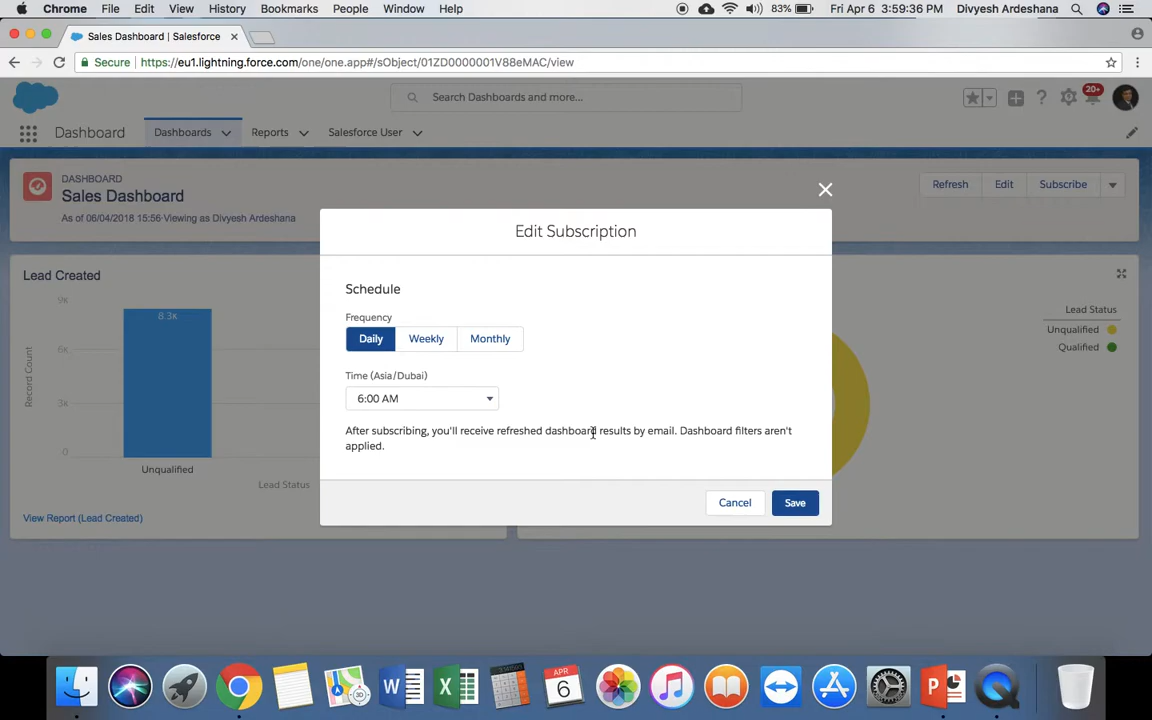 Chrome File Edit View History Bookmarks People Window Help 83% Fri Apr 6 3:59:36 PM Divyesh Ardeshana
Sales Dashboard | Salesforce
Secure https://eu1.lightning.force.com/one/one.app#/sObject/01ZD0000001V88eMAC/view
Search Dashboards and more...
20+
Dashboard Dashboards Reports Salesforce User
DASHBOARD
Sales Dashboard
As of 06/04/2018 15:56·Viewing as Divyesh Ardeshana
Refresh Edit Subscribe
Edit Subscription
Schedule
Frequency
Daily Weekly Monthly
Time (Asia/Dubai)
6:00 AM
After subscribing, you'll receive refreshed dashboard results by email. Dashboard filters aren't
applied.
Cancel Save
Lead Created
9K
8.3K
6K
3K
0
Record Count
Unqualified
Lead Status
View Report (Lead Created)
Lead Status
Unqualified
Qualified
APR
6
3D
W
X
P